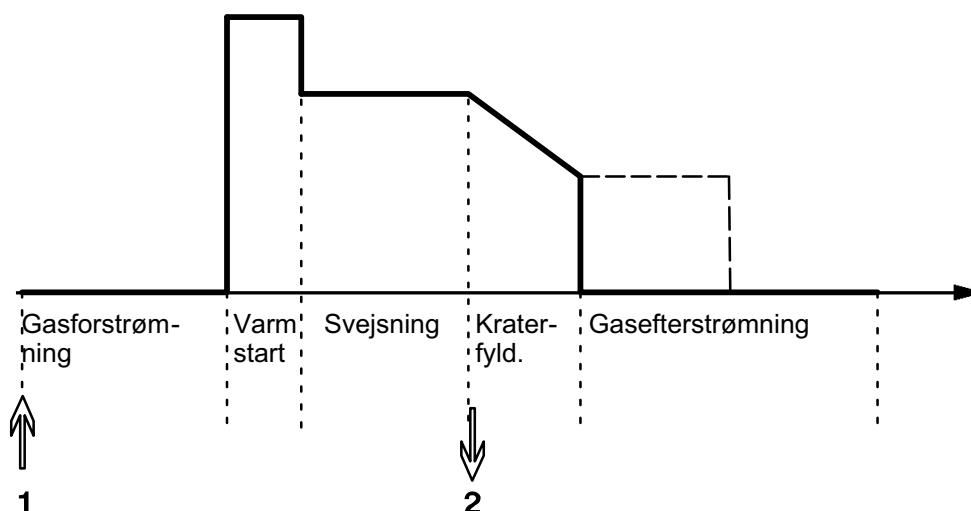 Gasforstrøm-
ning
Varm
start
Svejsning
Krater-
fyld.
Gasefterstrømning
1
2